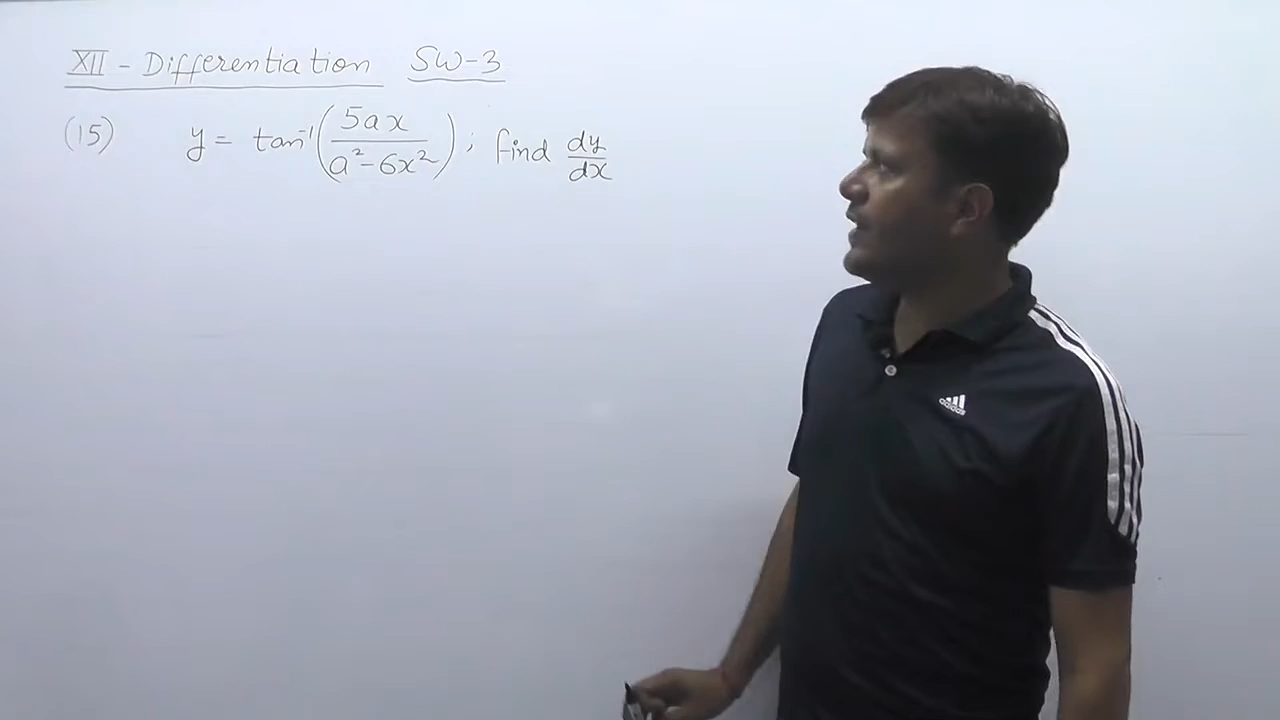 XII - Differentiation SW-3
(15) y = tan⁻¹(5ax / a² - 6x²) ; find dy/dx
adidas